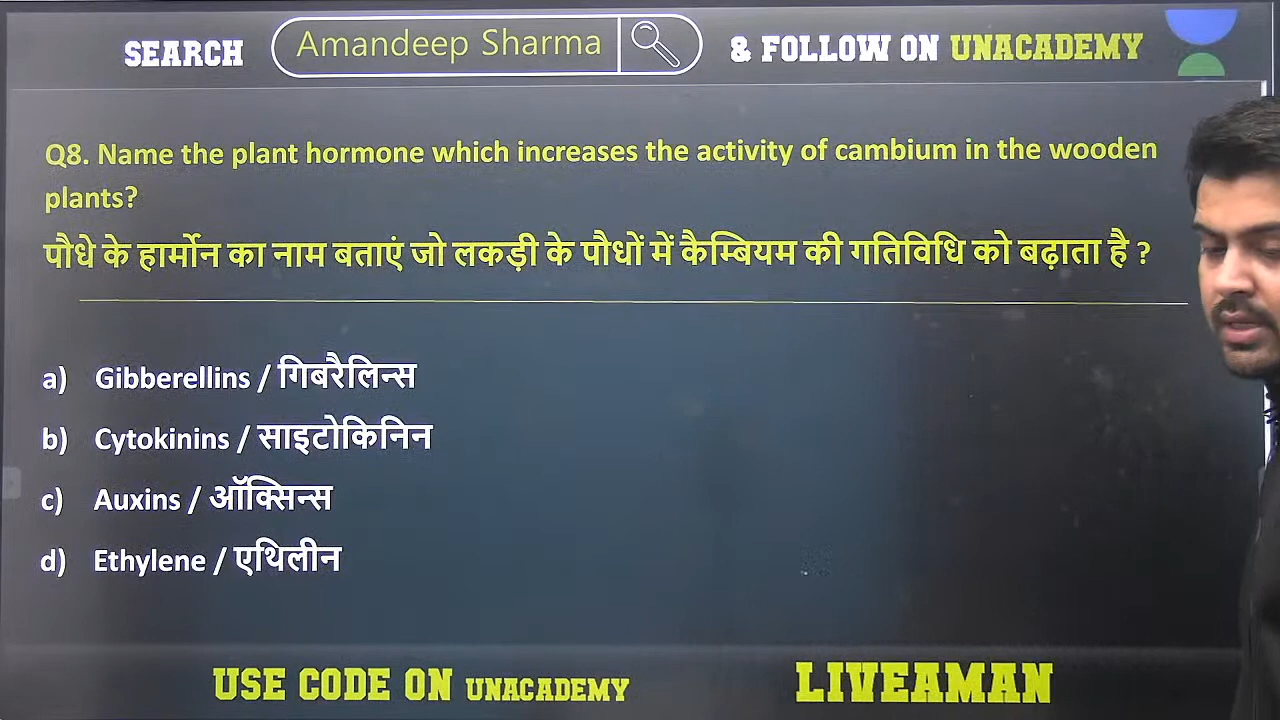 SEARCH Amandeep Sharma & FOLLOW ON UNACADEMY
Q8. Name the plant hormone which increases the activity of cambium in the wooden
plants?
पौधे के हार्मोन का नाम बताएं जो लकड़ी के पौधों में कैम्बियम की गतिविधि को बढ़ाता है ?
a) Gibberellins / गिबरैलिन्स
b) Cytokinins / साइटोकिनिन
c) Auxins / ऑक्सिन्स
d) Ethylene / एथिलीन
USE CODE ON UNACADEMY LIVEAMAN